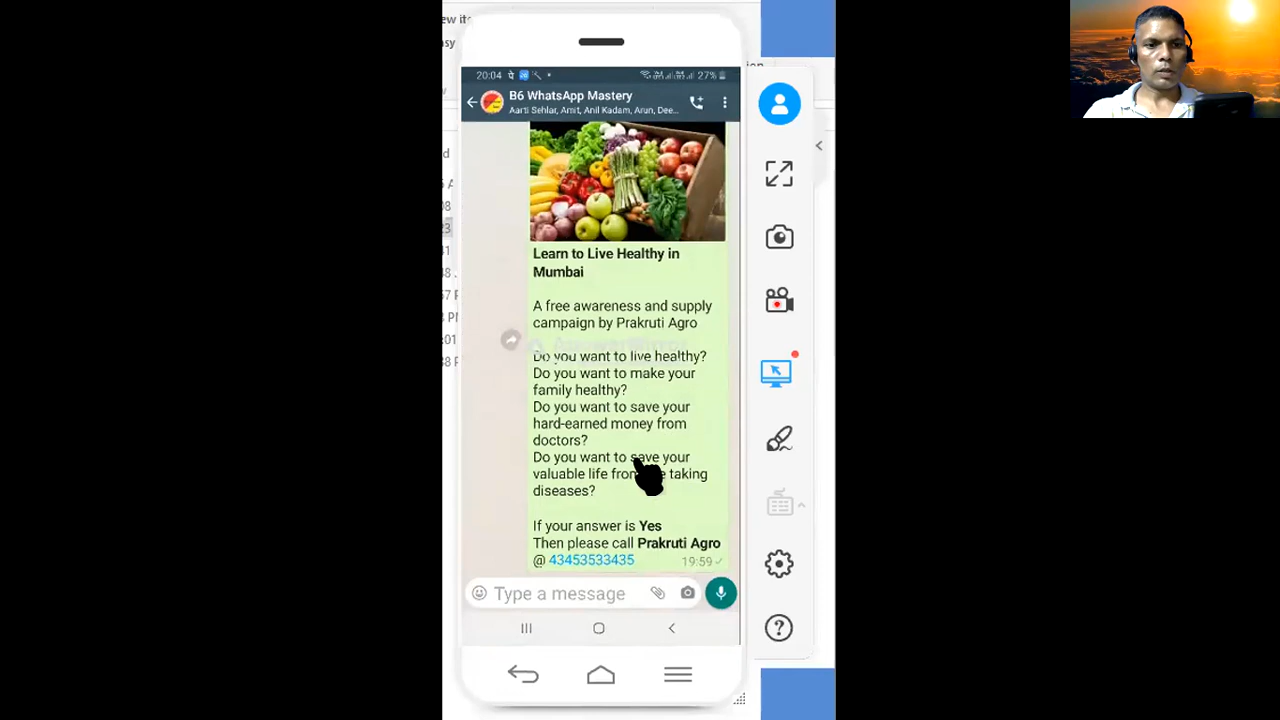 ew ite
asy
20:04
27%
B6 WhatsApp Mastery
Aarti Sehlar, Amit, Anil Kadam, Arun, Dee...
Learn to Live Healthy in
Mumbai
A free awareness and supply
campaign by Prakruti Agro
Do you want to live healthy?
Do you want to make your
family healthy?
Do you want to save your
hard-earned money from
doctors?
Do you want to save your
valuable life from taking
diseases?
If your answer is Yes
Then please call Prakruti Agro
@ 43453533435
19:59
Type a message